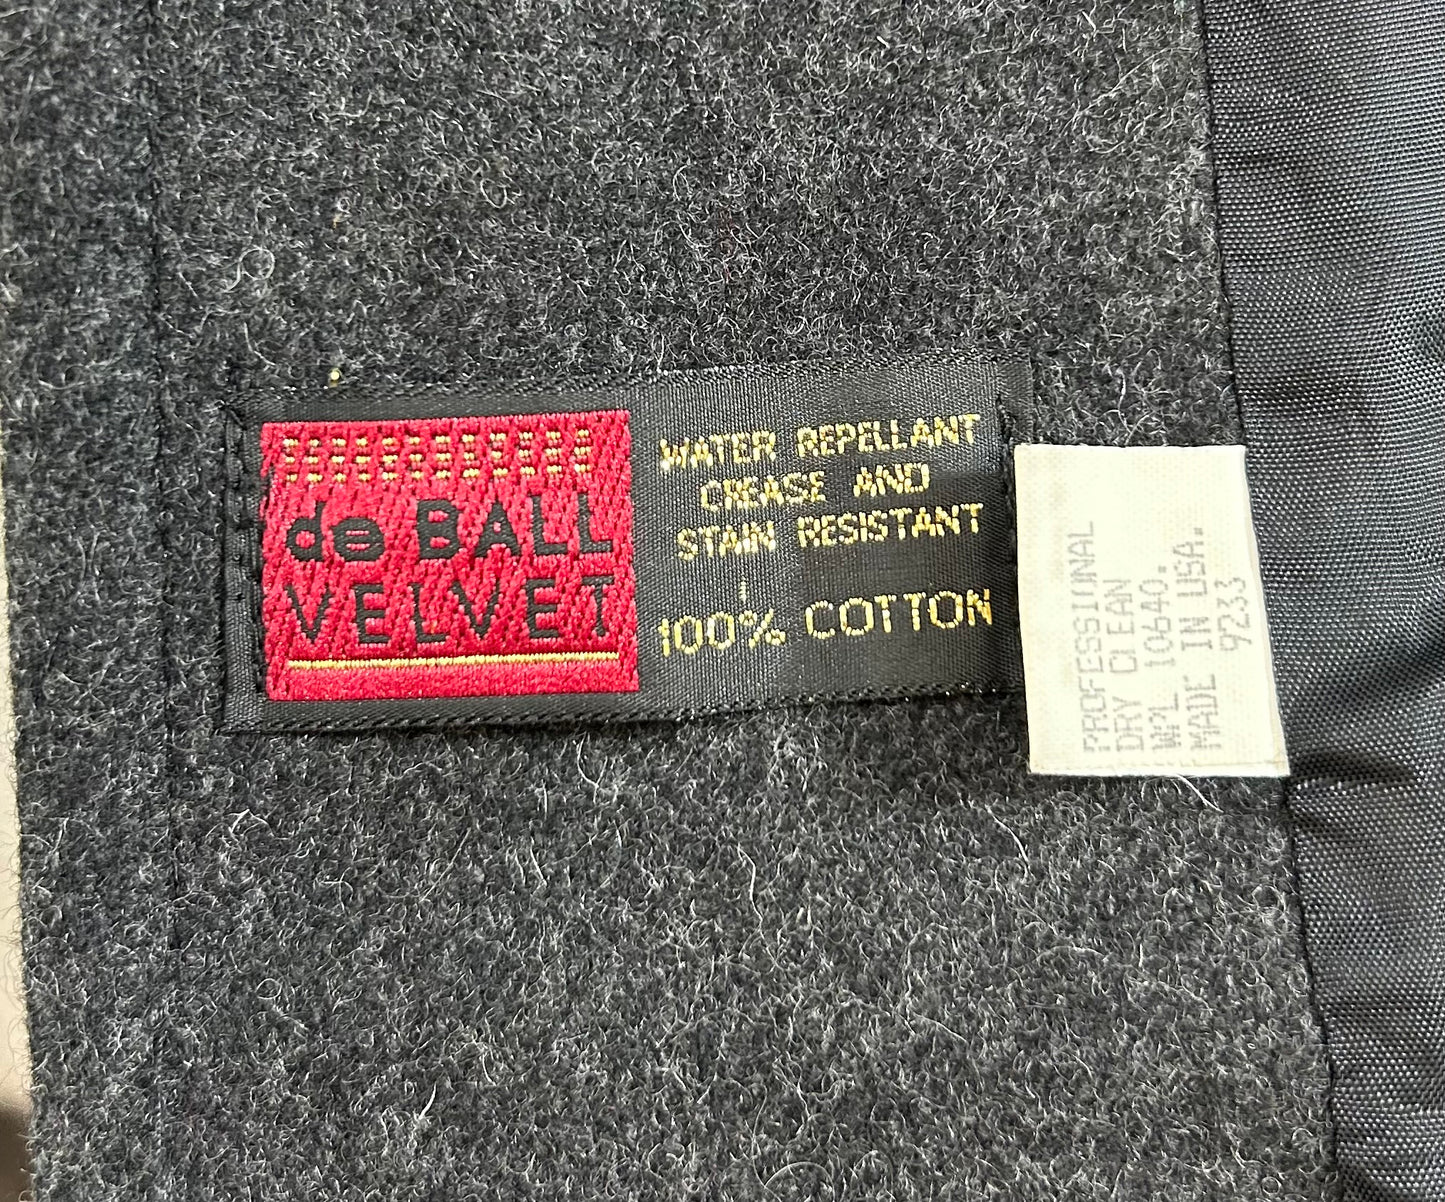 de BALL
VELVET
WATER REPELLANT
CREASE AND
STAIN RESISTANT
100% COTTON
PROFESSIONAL
DRY CLEAN
WPL 10640.
MADE IN USA.
9233